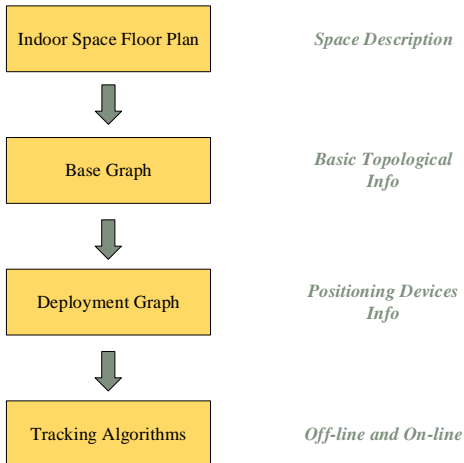 Indoor Space Floor Plan
Space Description
Base Graph
Basic Topological
Info
Deployment Graph
Positioning Devices
Info
Tracking Algorithms
Off-line and On-line